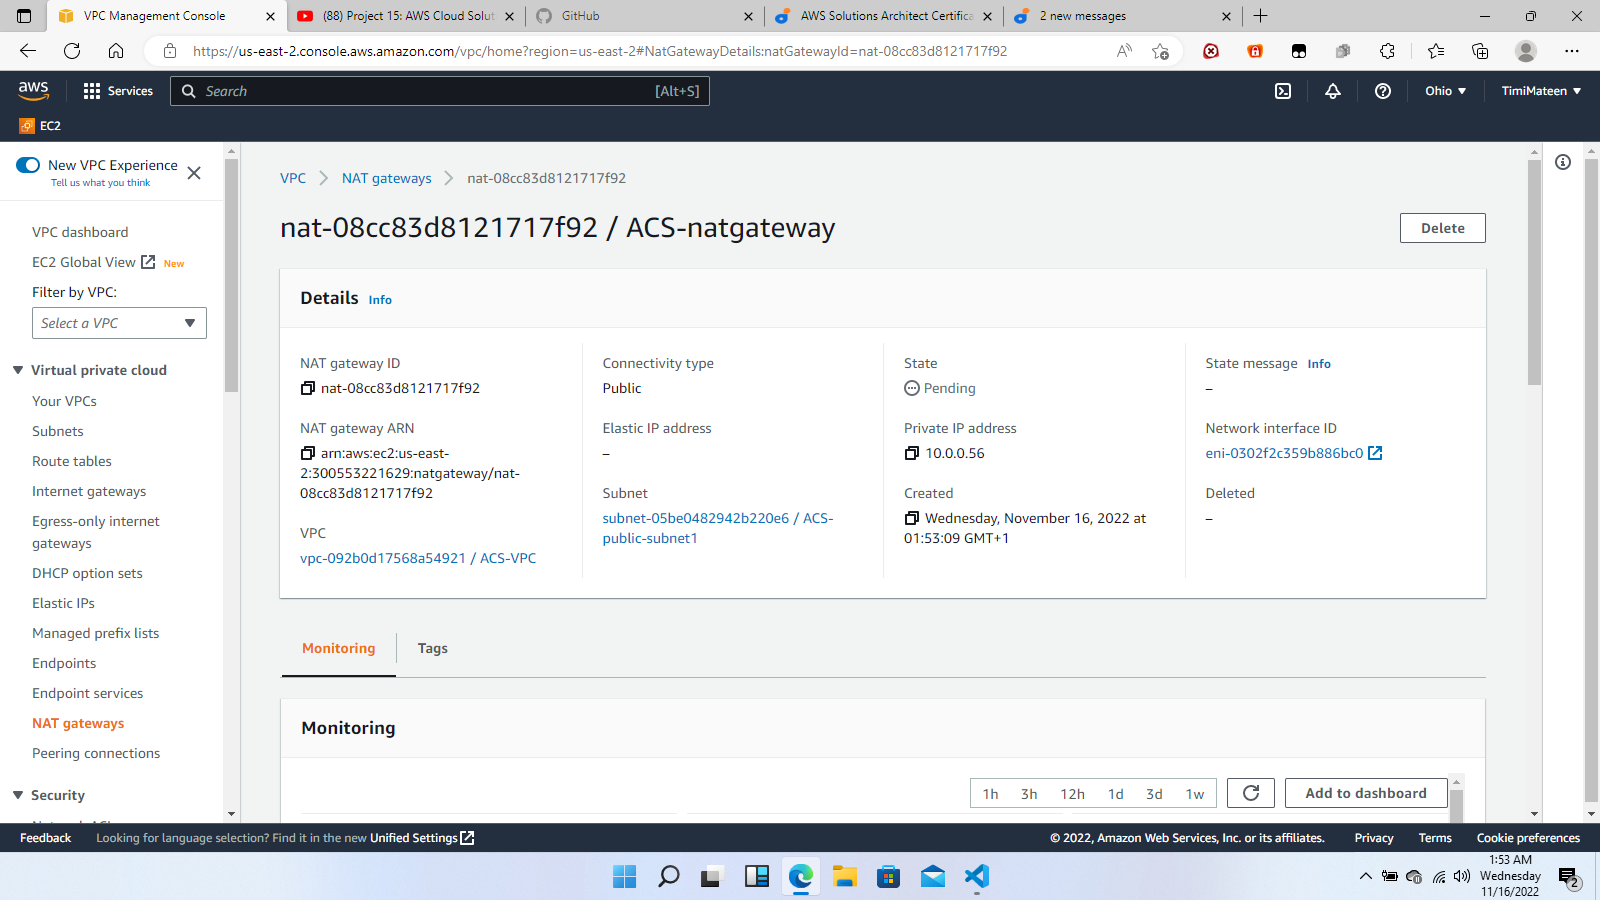 VPC Management Console
(88) Project 15: AWS Cloud Solut
GitHub
AWS Solutions Architect Certifica
2 new messages
https://us-east-2.console.aws.amazon.com/vpc/home?region=us-east-2#NatGatewayDetails:natGatewayId=nat-08cc83d8121717f92
aws
Services
Search
[Alt+S]
Ohio
TimiMateen
EC2
New VPC Experience
Tell us what you think
VPC dashboard
EC2 Global View New
Filter by VPC:
Select a VPC
Virtual private cloud
Your VPCs
Subnets
Route tables
Internet gateways
Egress-only internet
gateways
DHCP option sets
Elastic IPs
Managed prefix lists
Endpoints
Endpoint services
NAT gateways
Peering connections
Security
VPC
NAT gateways
nat-08cc83d8121717f92
nat-08cc83d8121717f92 / ACS-natgateway
Delete
Details Info
NAT gateway ID
nat-08cc83d8121717f92
NAT gateway ARN
arn:aws:ec2:us-east-
2:300553221629:natgateway/nat-
08cc83d8121717f92
VPC
vpc-092b0d17568a54921 / ACS-VPC
Connectivity type
Public
Elastic IP address
–
Subnet
subnet-05be0482942b220e6 / ACS-
public-subnet1
State
Pending
Private IP address
10.0.0.56
Created
Wednesday, November 16, 2022 at
01:53:09 GMT+1
State message Info
–
Network interface ID
eni-0302f2c359b886bc0
Deleted
–
Monitoring
Tags
Monitoring
1h 3h 12h 1d 3d 1w
Add to dashboard
Feedback
Looking for language selection? Find it in the new Unified Settings
© 2022, Amazon Web Services, Inc. or its affiliates.
Privacy
Terms
Cookie preferences
1:53 AM
Wednesday
11/16/2022
2